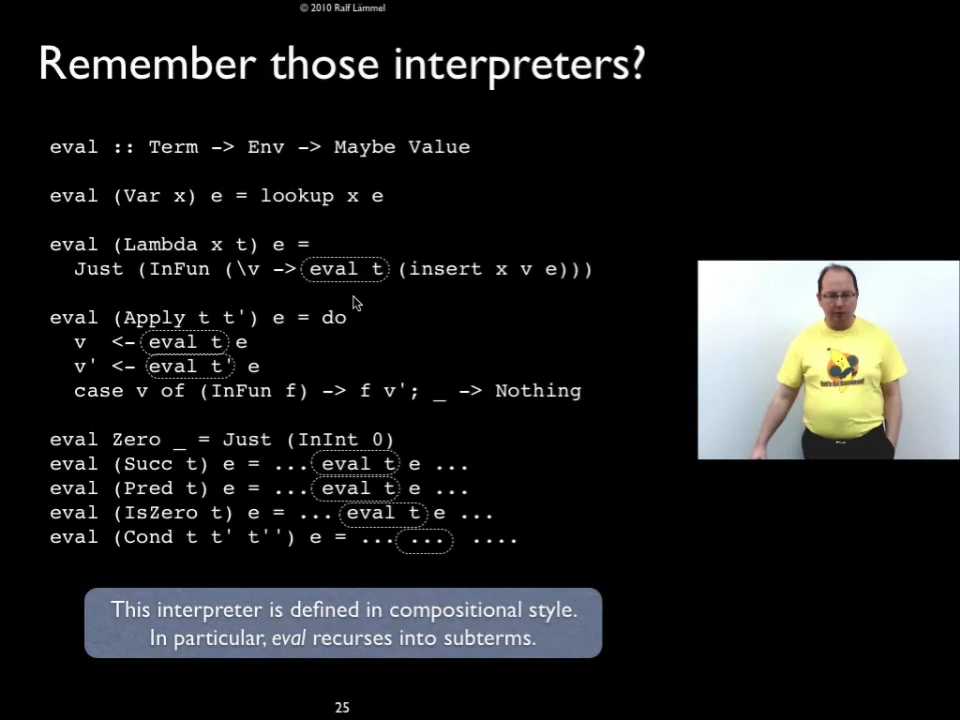 © 2010 Ralf Lämmel
Remember those interpreters?
eval :: Term -> Env -> Maybe Value
eval (Var x) e = lookup x e
eval (Lambda x t) e =
Just (InFun (\v -> eval t (insert x v e)))
eval (Apply t t') e = do
v <- eval t e
v' <- eval t' e
case v of (InFun f) -> f v'; _ -> Nothing
eval Zero _ = Just (InInt 0)
eval (Succ t) e = ... eval t e ...
eval (Pred t) e = ... eval t e ...
eval (IsZero t) e = ... eval t e ...
eval (Cond t t' t'') e = ... ... ....
This interpreter is defined in compositional style.
In particular, eval recurses into subterms.
25